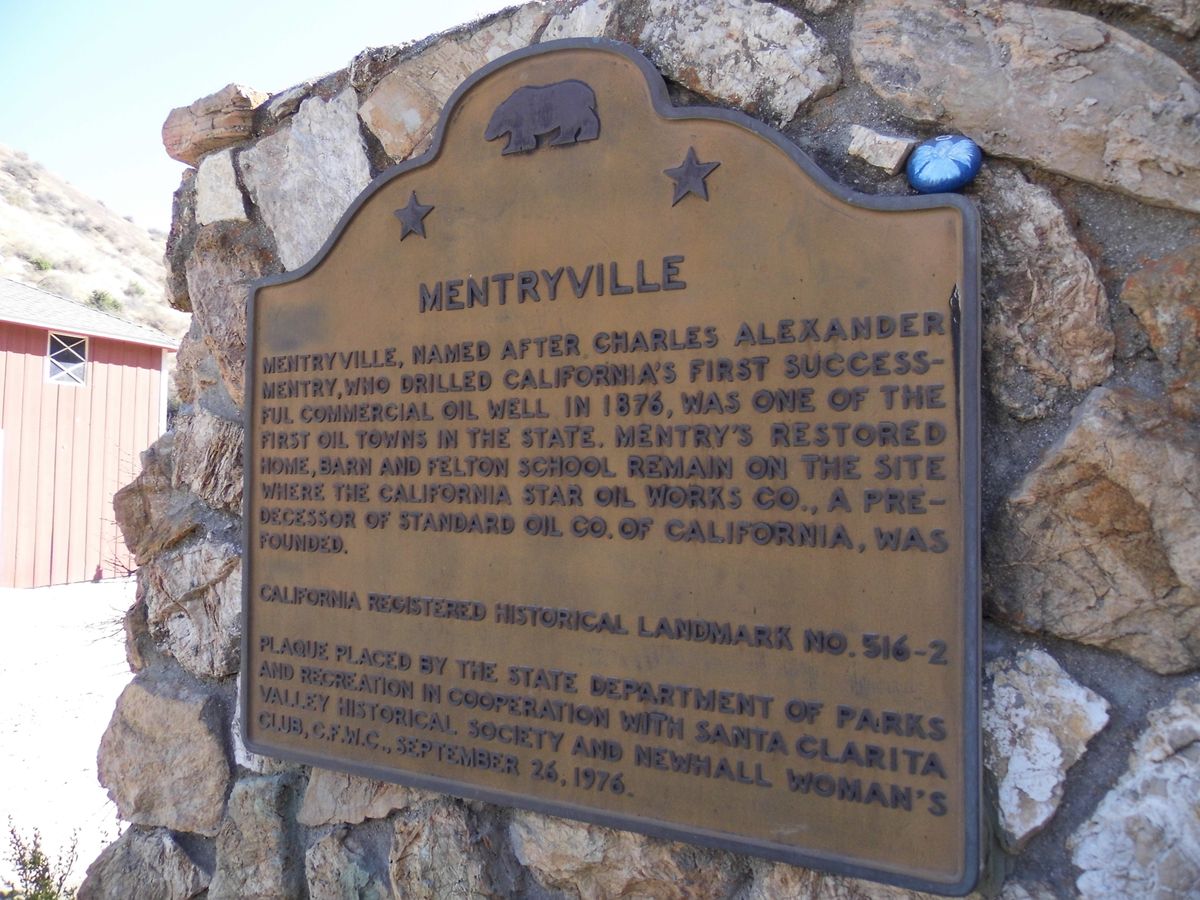 MENTRYVILLE
MENTRYVILLE, NAMED AFTER CHARLES ALEXANDER
MENTRY, WHO DRILLED CALIFORNIA'S FIRST SUCCESS-
FUL COMMERCIAL OIL WELL IN 1876, WAS ONE OF THE
FIRST OIL TOWNS IN THE STATE. MENTRY'S RESTORED
HOME, BARN AND FELTON SCHOOL REMAIN ON THE SITE
WHERE THE CALIFORNIA STAR OIL WORKS CO., A PRE-
DECESSOR OF STANDARD OIL CO. OF CALIFORNIA, WAS
FOUNDED.
CALIFORNIA REGISTERED HISTORICAL LANDMARK NO. 516-2
PLAQUE PLACED BY THE STATE DEPARTMENT OF PARKS
AND RECREATION IN COOPERATION WITH SANTA CLARITA
VALLEY HISTORICAL SOCIETY AND NEWHALL WOMAN'S
CLUB, C.F.W.C., SEPTEMBER 26, 1976.